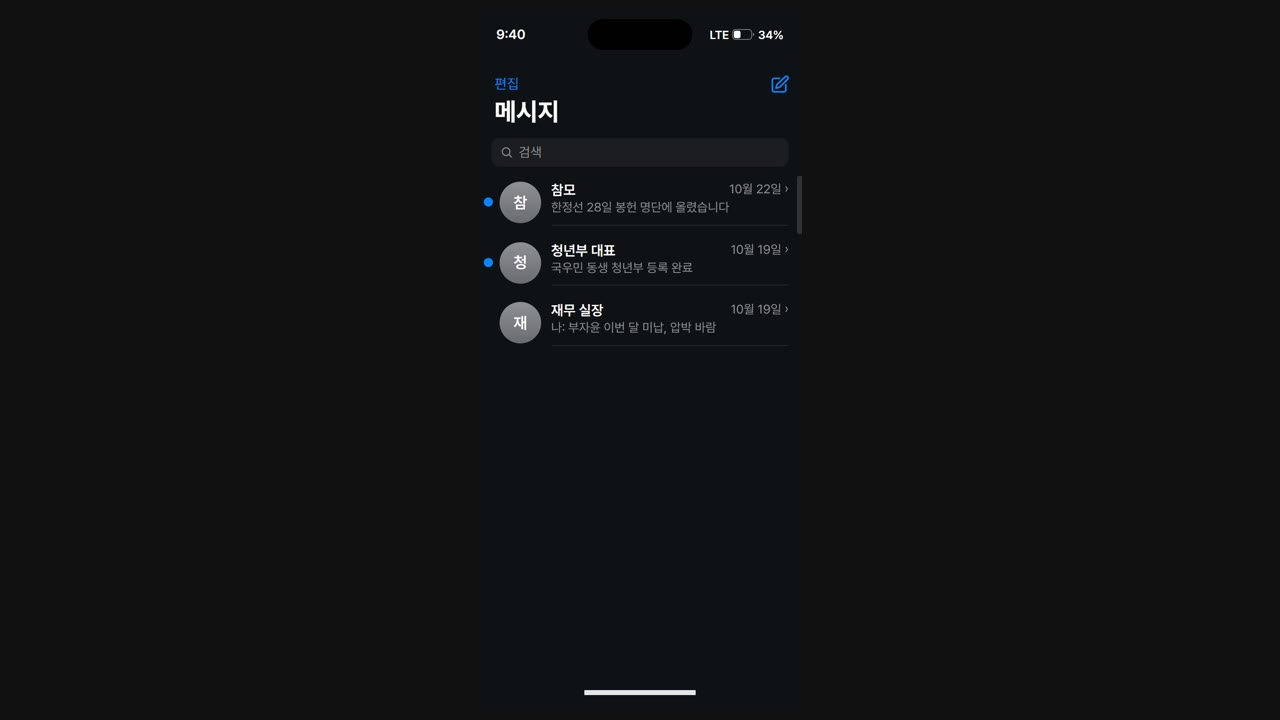 9:40
LTE 34%
편집
메시지
검색
참
참모
10월 22일 ›
한정선 28일 봉헌 명단에 올렸습니다
청
청년부 대표
10월 19일 ›
국우민 동생 청년부 등록 완료
재
재무 실장
10월 19일 ›
나: 부자윤 이번 달 미납, 압박 바람